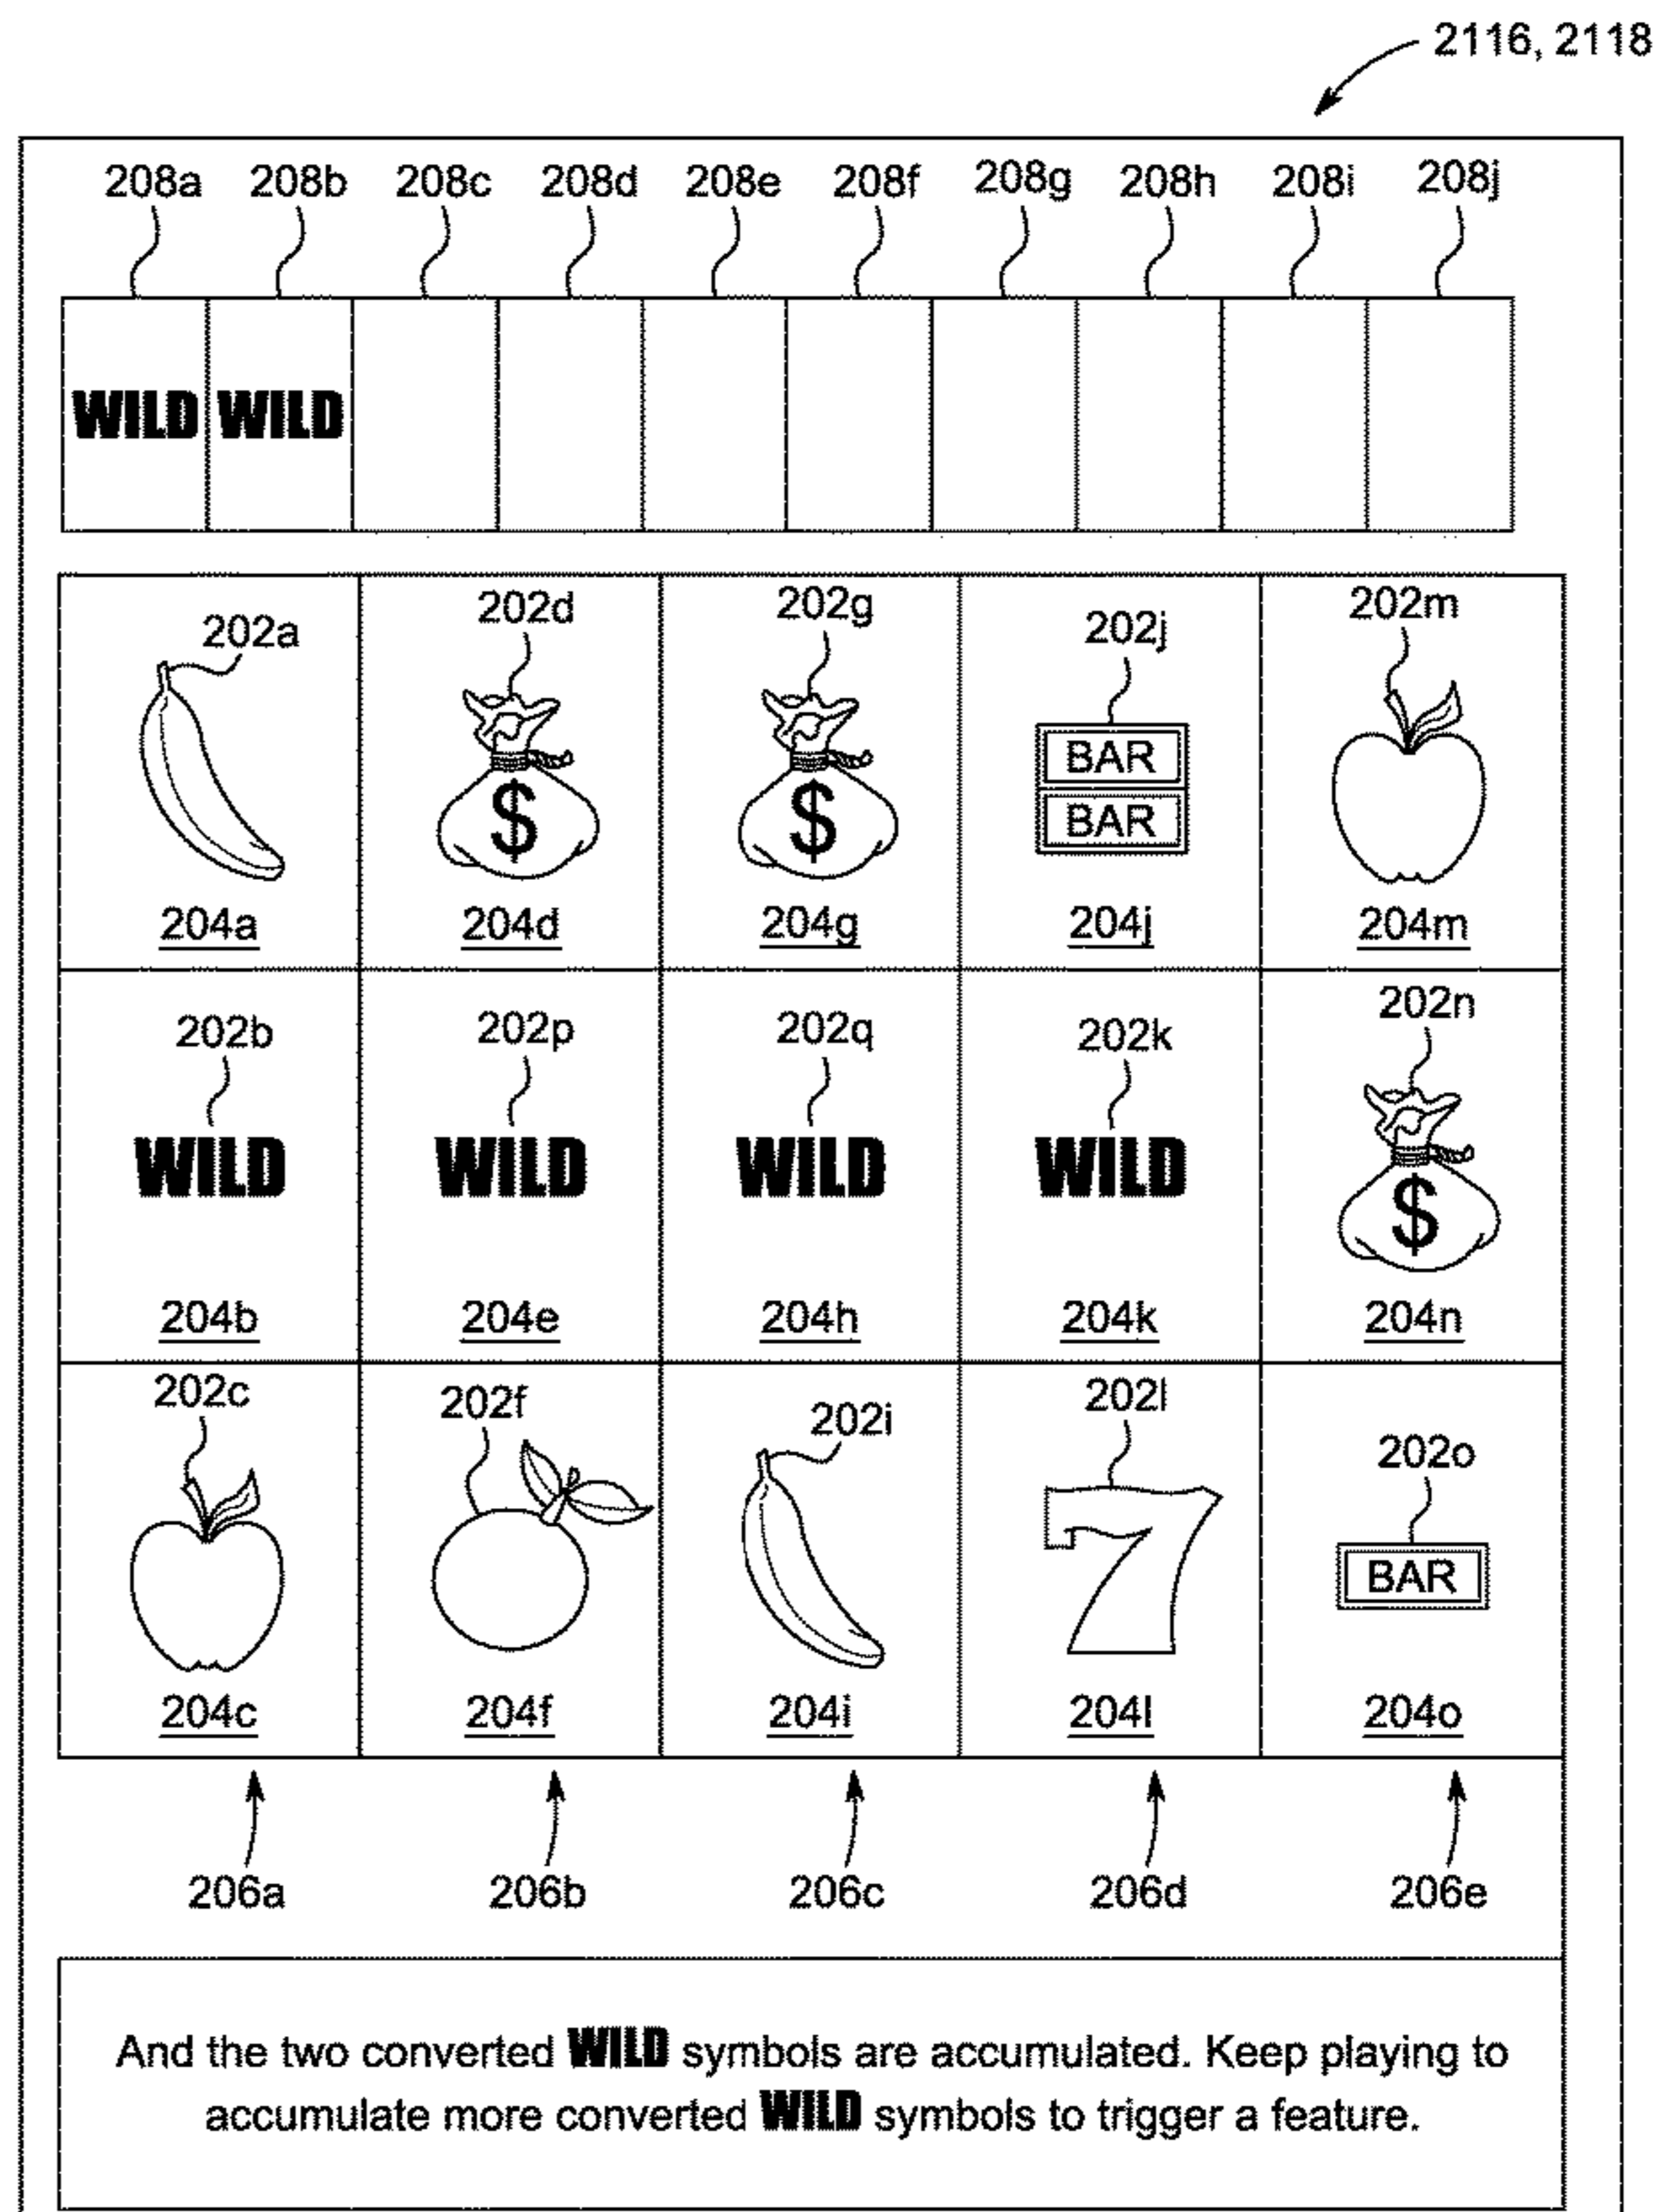 2116, 2118
208a 208b 208c 208d 208e 208f 208g 208h 208i 208j
WILD WILD
202a 202d 202g 202j 202m
$ $ BAR
BAR
204a 204d 204g 204j 204m
202b 202p 202q 202k 202n
WILD WILD WILD WILD $
204b 204e 204h 204k 204n
202c 202f 202i 202l 202o
7 BAR
204c 204f 204i 204l 204o
206a 206b 206c 206d 206e
And the two converted WILD symbols are accumulated. Keep playing to
accumulate more converted WILD symbols to trigger a feature.